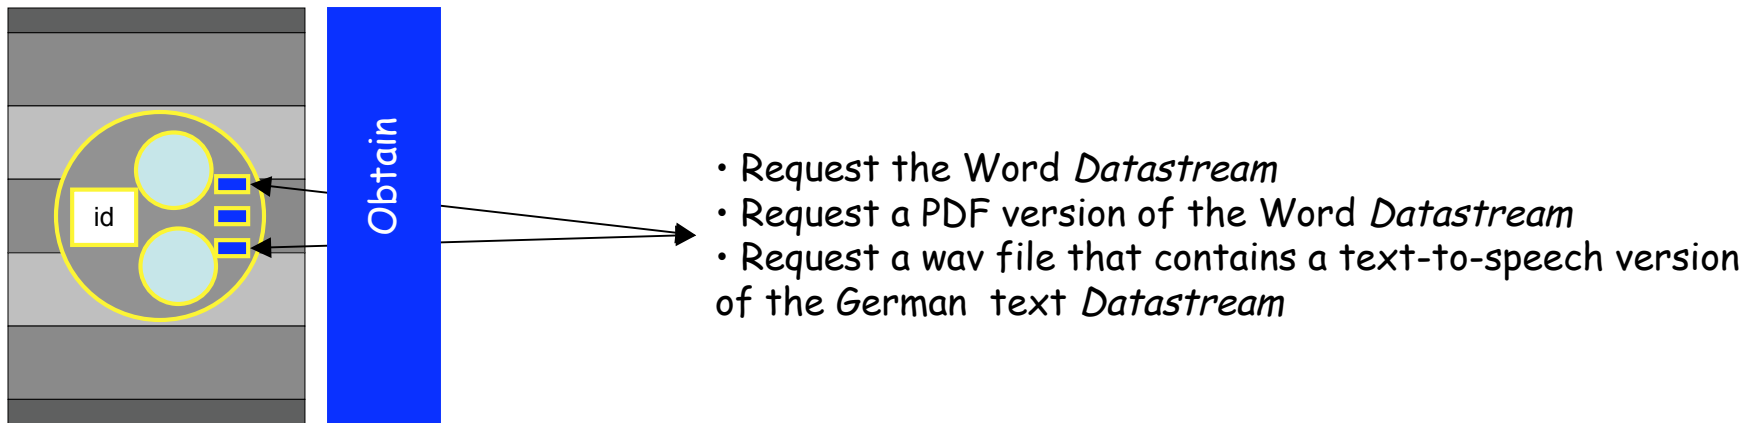 id
Obtain
• Request the Word Datastream
• Request a PDF version of the Word Datastream
• Request a wav file that contains a text-to-speech version
of the German text Datastream